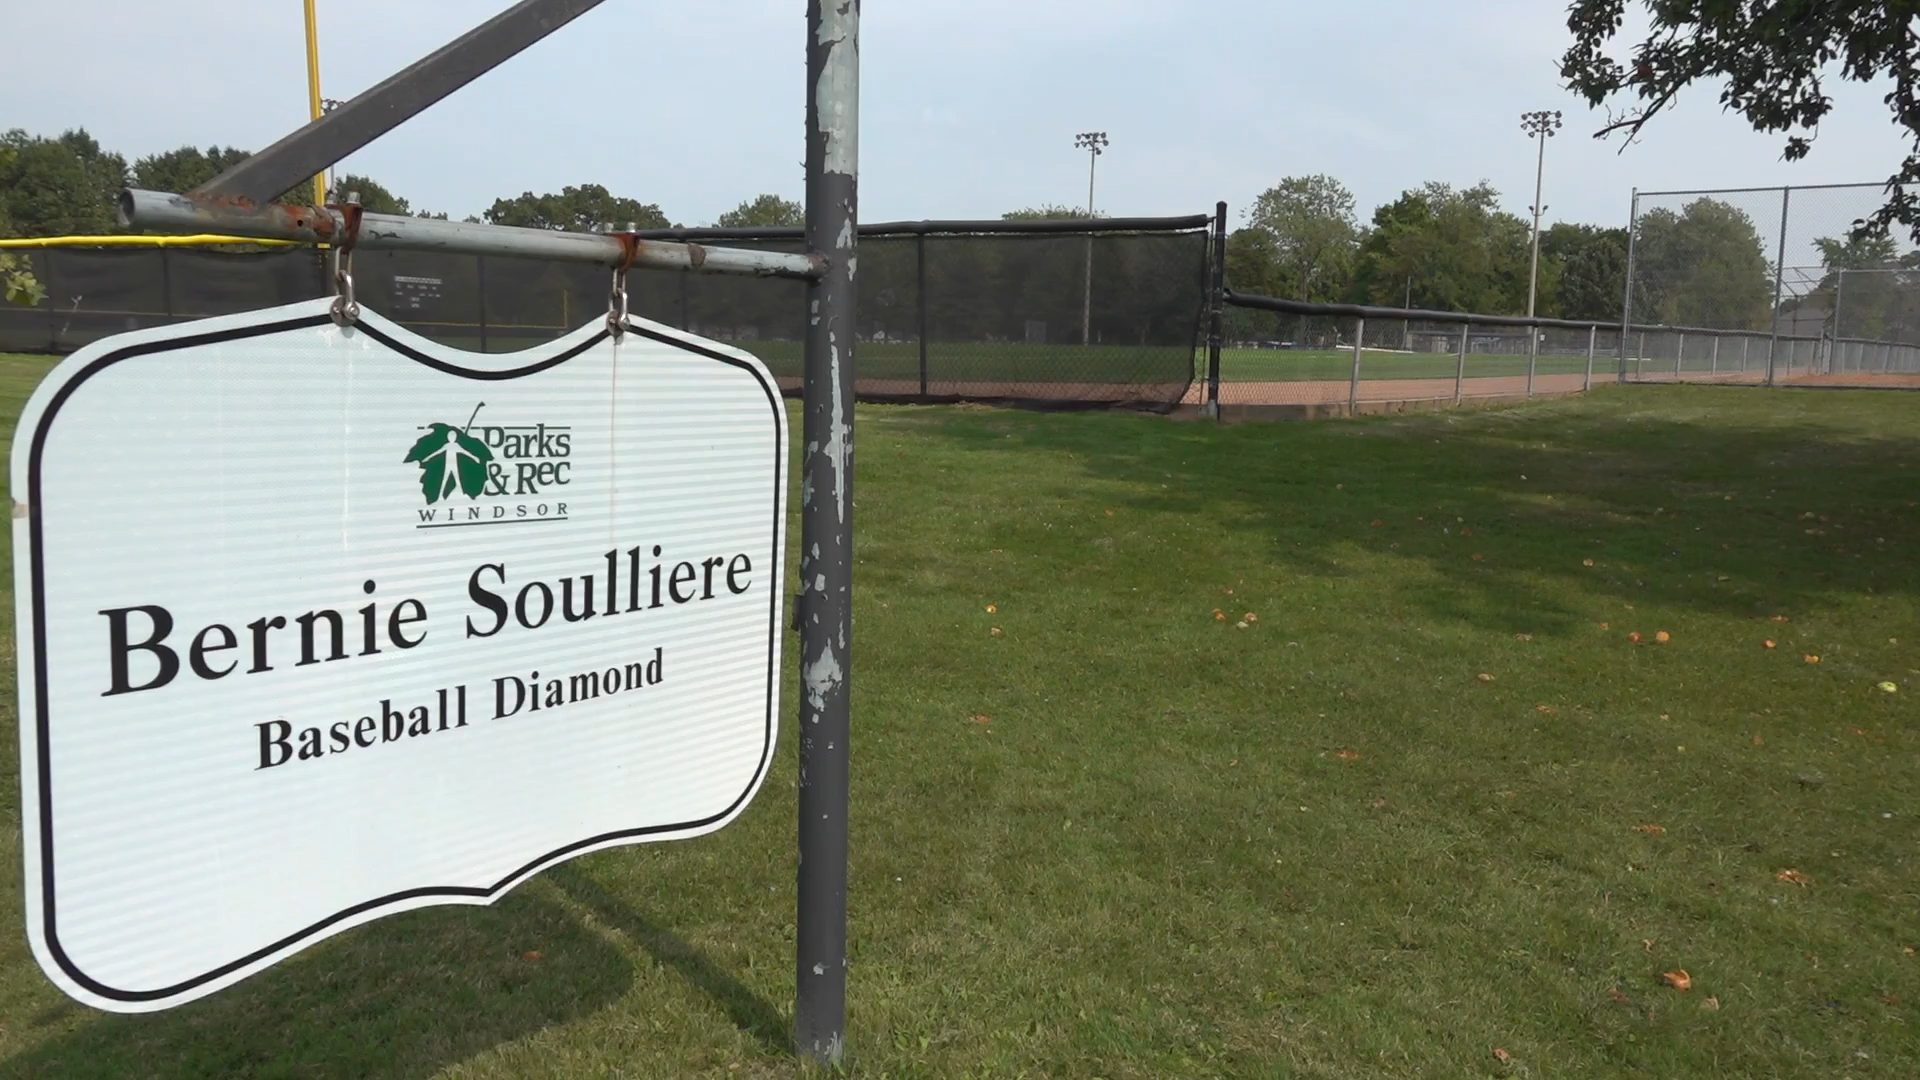 Parks
& Rec
WINDSOR
Bernie Soulliere
Baseball Diamond